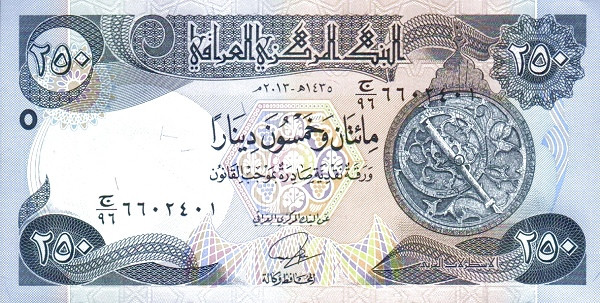 البنك المركزي العراقي
٢٥٠
٢٥٠
١٤٣٥هـ-٢٠١٣م
ج/٩٦ ٦٦٠٢٤٠١
مائتان وخمسون دينارا
ورقة نقدية صادرة بموجب القانون
ج/٩٦ ٦٦٠٢٤٠١
عن البنك المركزي العراقي
المحافظ وكالة
٢٥٠
٢٥٠